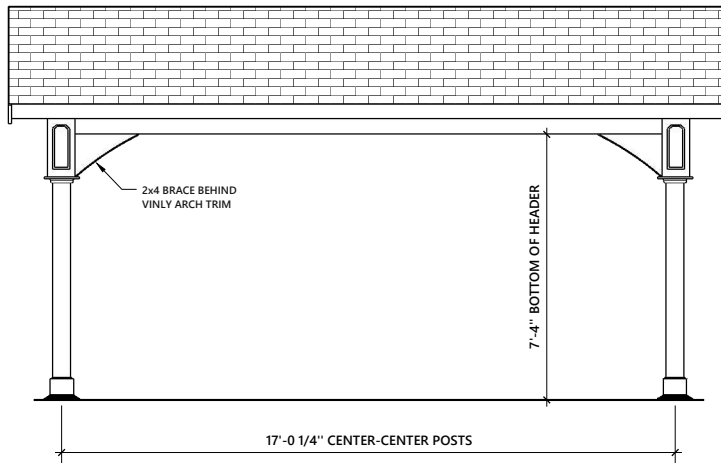 2x4 BRACE BEHIND
VINLY ARCH TRIM
7'-4" BOTTOM OF HEADER
17'-0 1/4" CENTER-CENTER POSTS